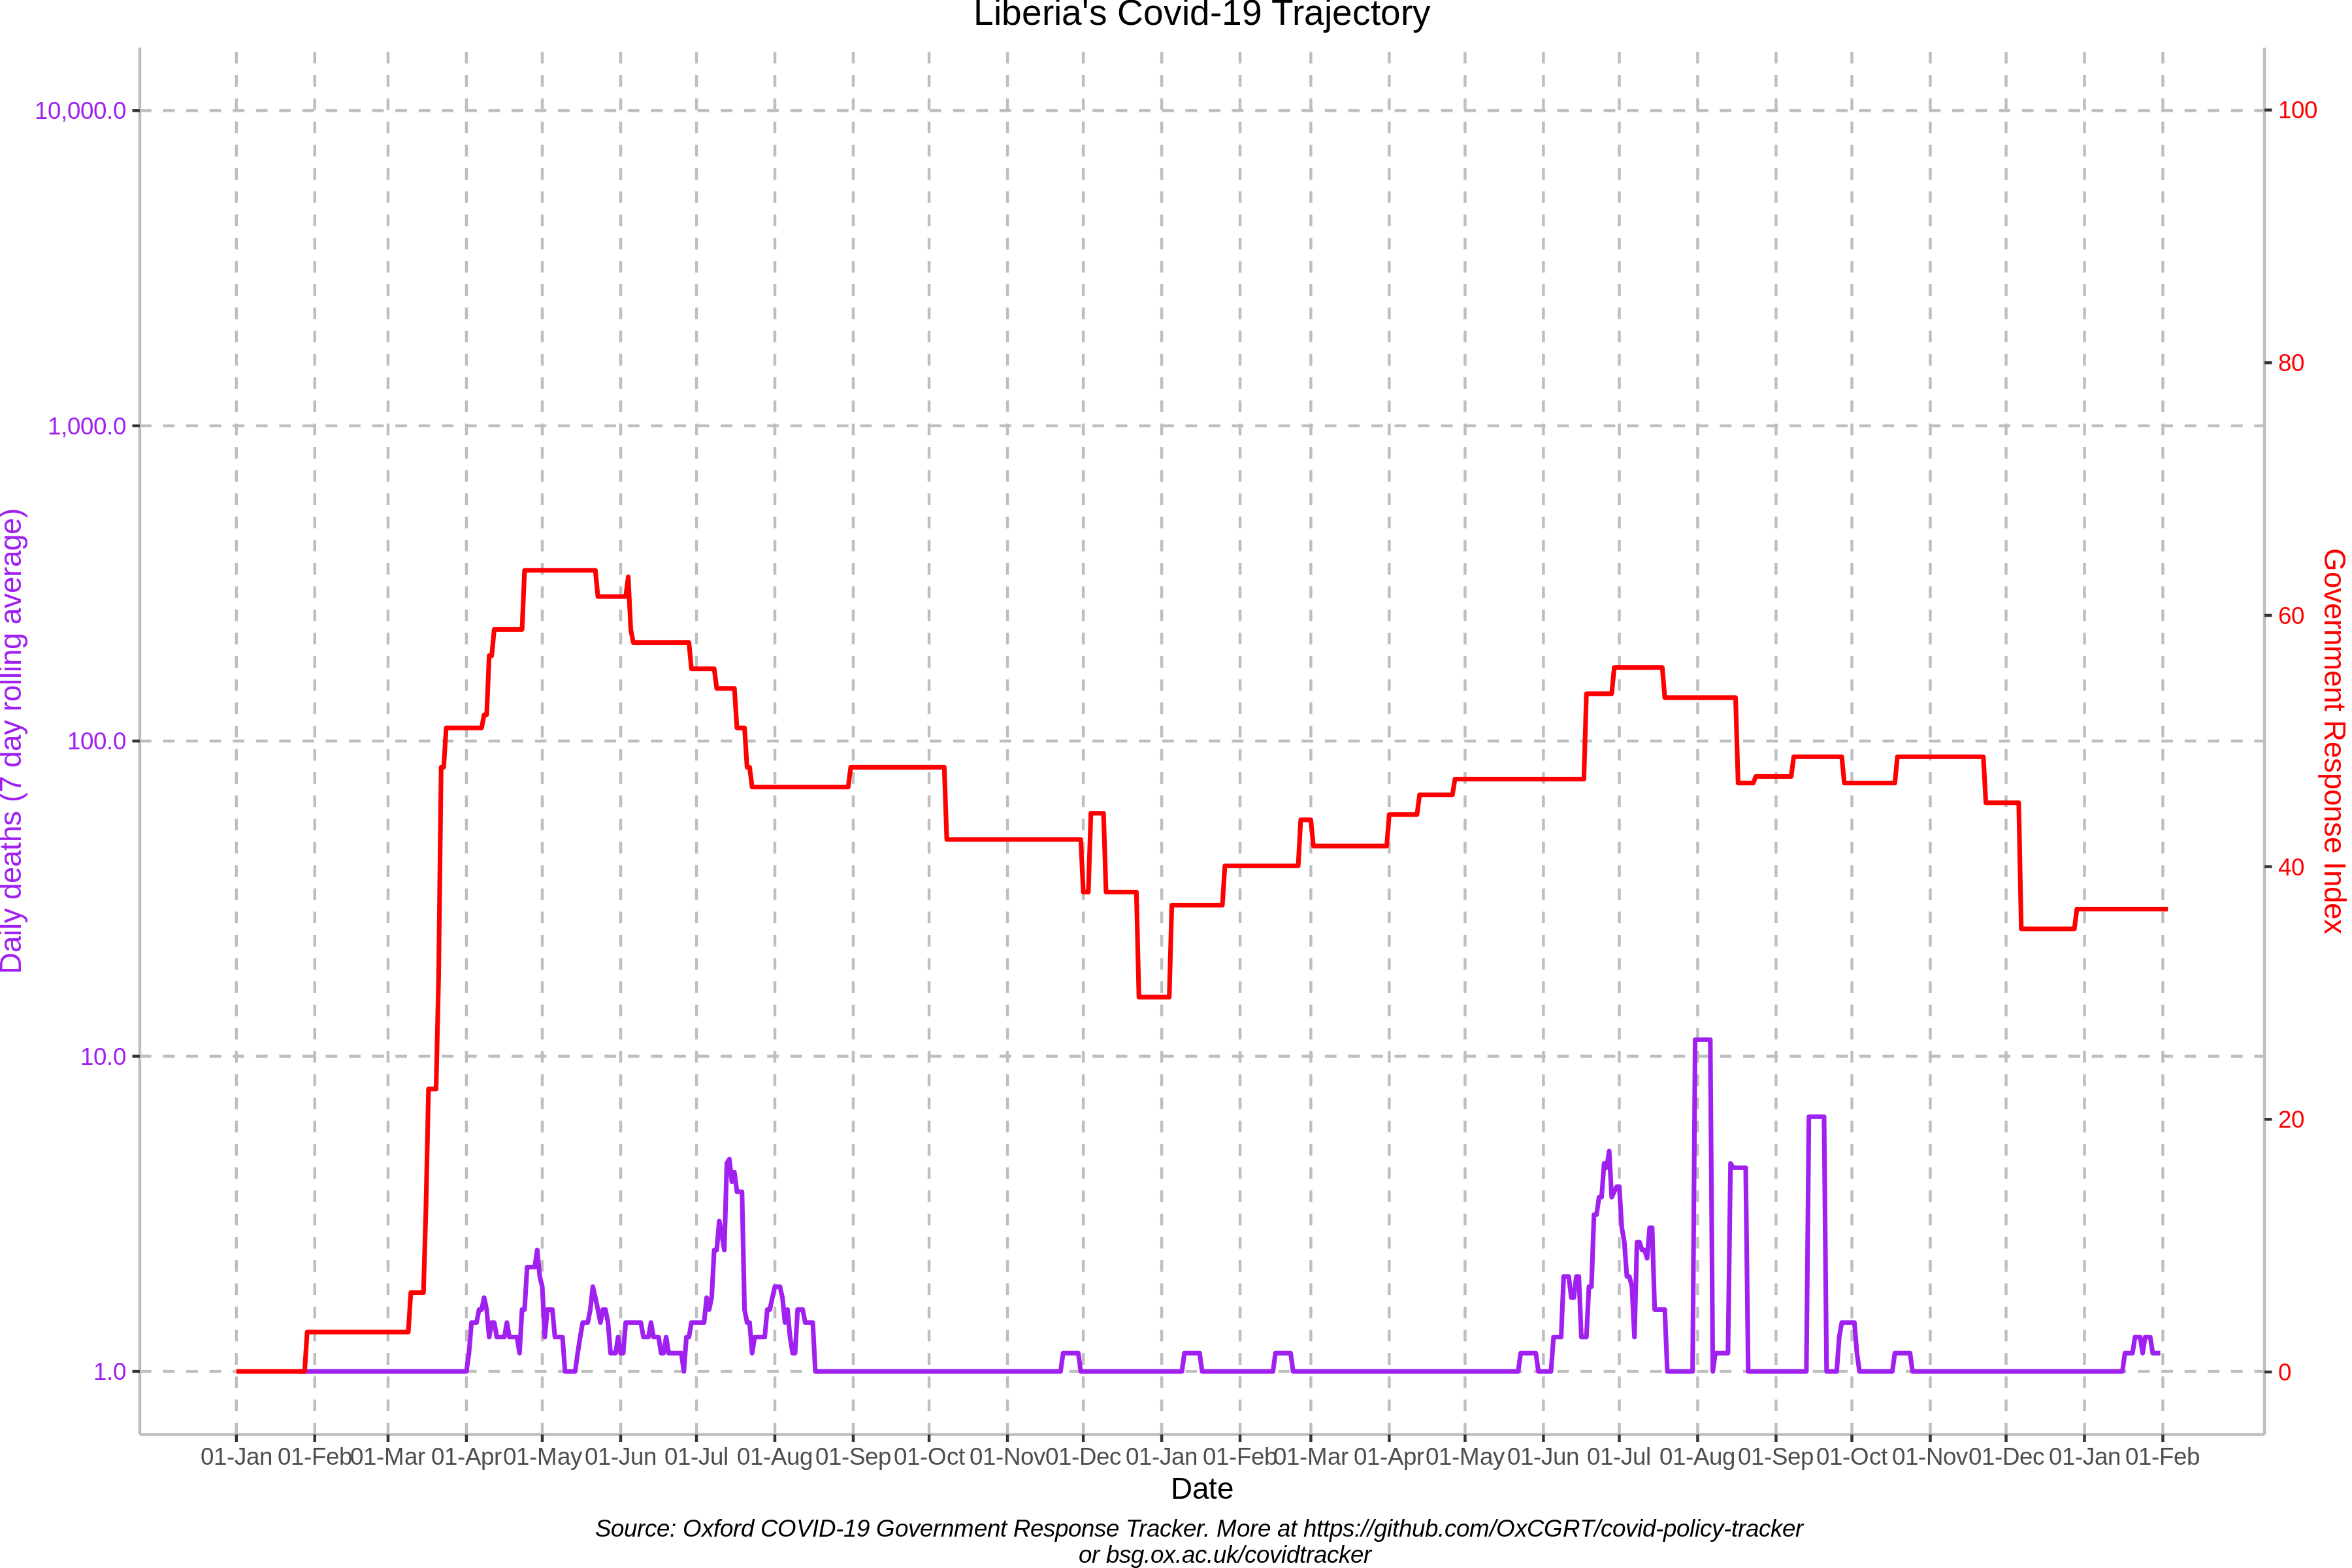 Liberia's Covid-19 Trajectory
10,000.0
1,000.0
100.0
10.0
1.0
Daily deaths (7 day rolling average)
100
80
60
40
20
0
Government Response Index
01-Jan 01-Feb 01-Mar 01-Apr 01-May 01-Jun 01-Jul 01-Aug 01-Sep 01-Oct 01-Nov 01-Dec 01-Jan 01-Feb 01-Mar 01-Apr 01-May 01-Jun 01-Jul 01-Aug 01-Sep 01-Oct 01-Nov 01-Dec 01-Jan 01-Feb
Date
Source: Oxford COVID-19 Government Response Tracker. More at https://github.com/OxCGRT/covid-policy-tracker
or bsg.ox.ac.uk/covidtracker